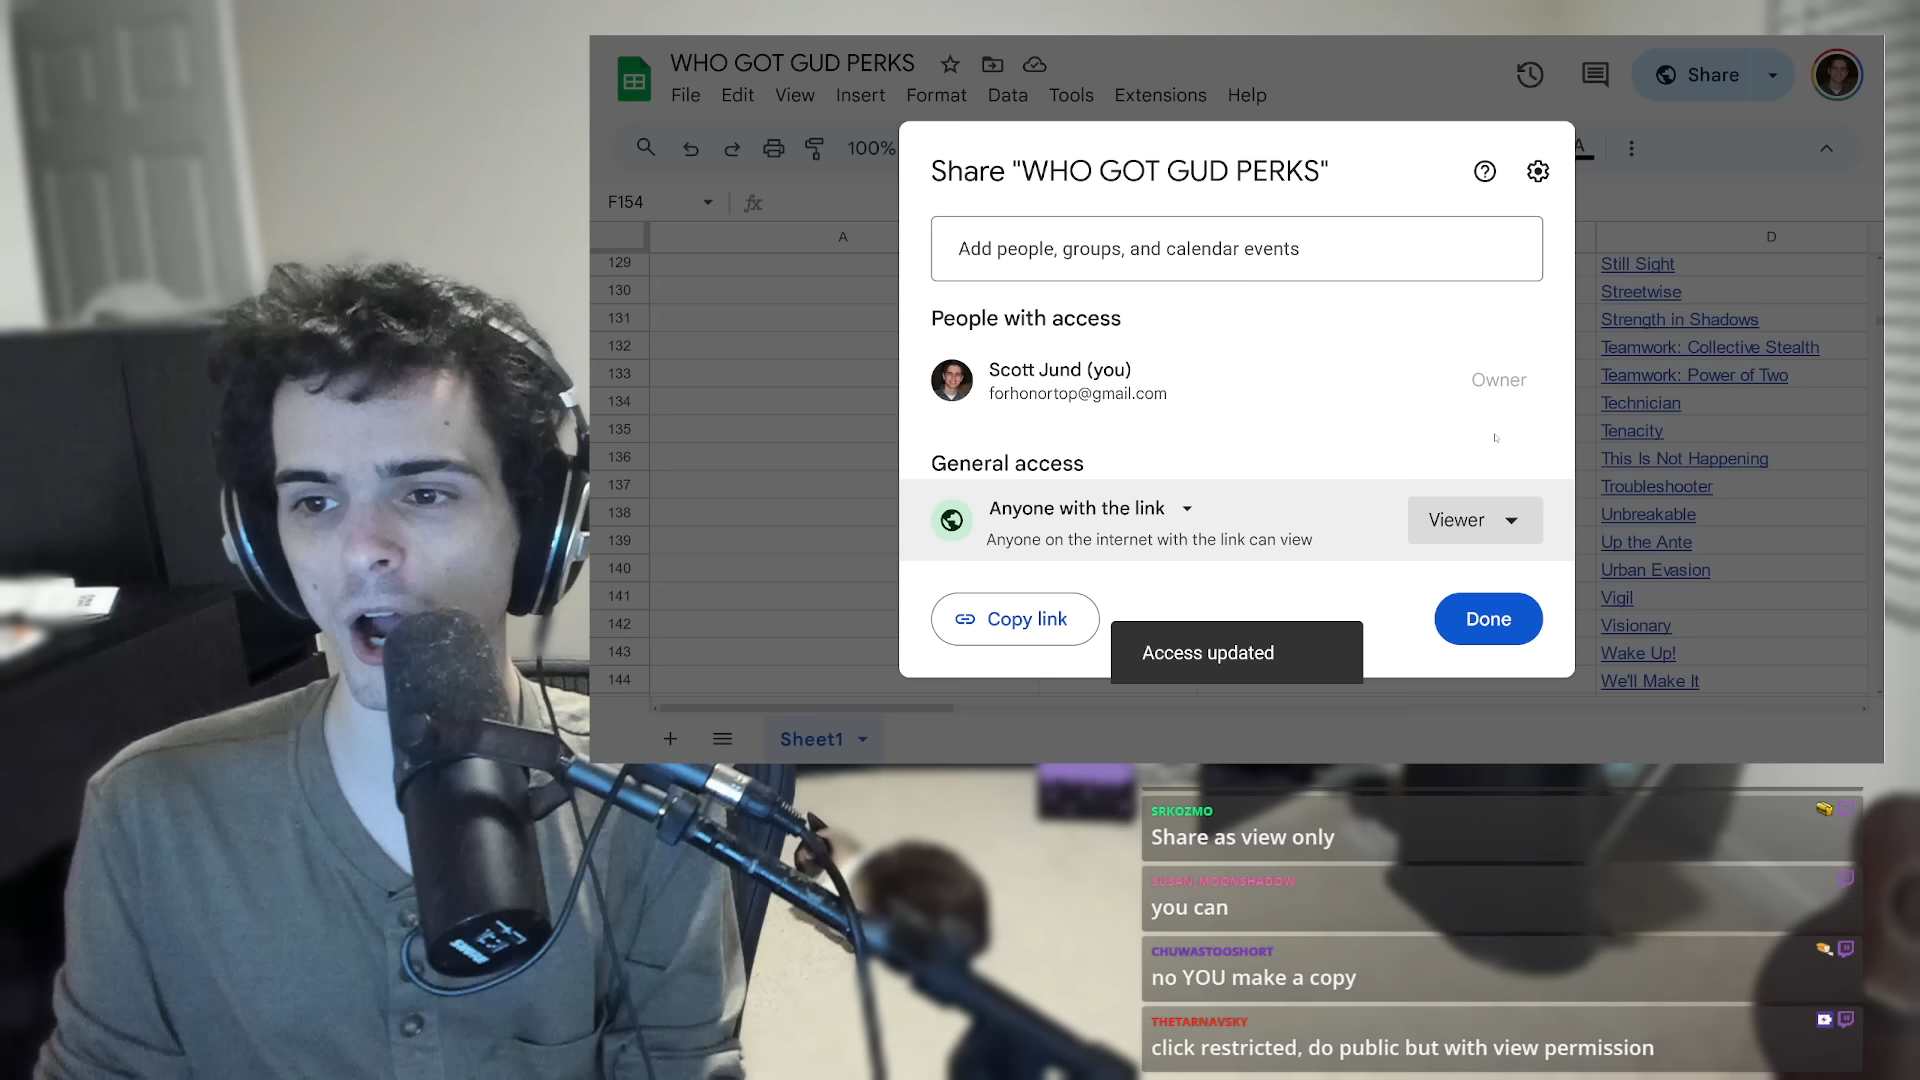 WHO GOT GUD PERKS
Share
File Edit View Insert Format Data Tools Extensions Help
100%
A
F154
fx
A
D
129
130
131
132
133
134
135
136
137
138
139
140
141
142
143
144
Share "WHO GOT GUD PERKS"
Add people, groups, and calendar events
People with access
Scott Jund (you)
forhonortop@gmail.com
Owner
General access
Anyone with the link
Anyone on the internet with the link can view
Viewer
Copy link
Done
Access updated
Still Sight
Streetwise
Strength in Shadows
Teamwork: Collective Stealth
Teamwork: Power of Two
Technician
Tenacity
This Is Not Happening
Troubleshooter
Unbreakable
Up the Ante
Urban Evasion
Vigil
Visionary
Wake Up!
We'll Make It
Sheet1
SRKOZMO
Share as view only
SUSAN_MOONSHADOW
you can
CHUWASTOOSHORT
no YOU make a copy
THETARNAVSKY
click restricted, do public but with view permission